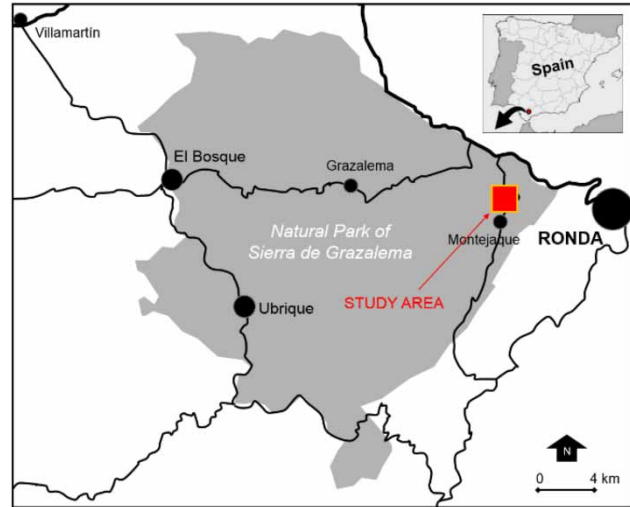 Villamartín
Spain
El Bosque
Grazalema
Natural Park of
Sierra de Grazalema
Montejaque
RONDA
STUDY AREA
Ubrique
N
0 4 km